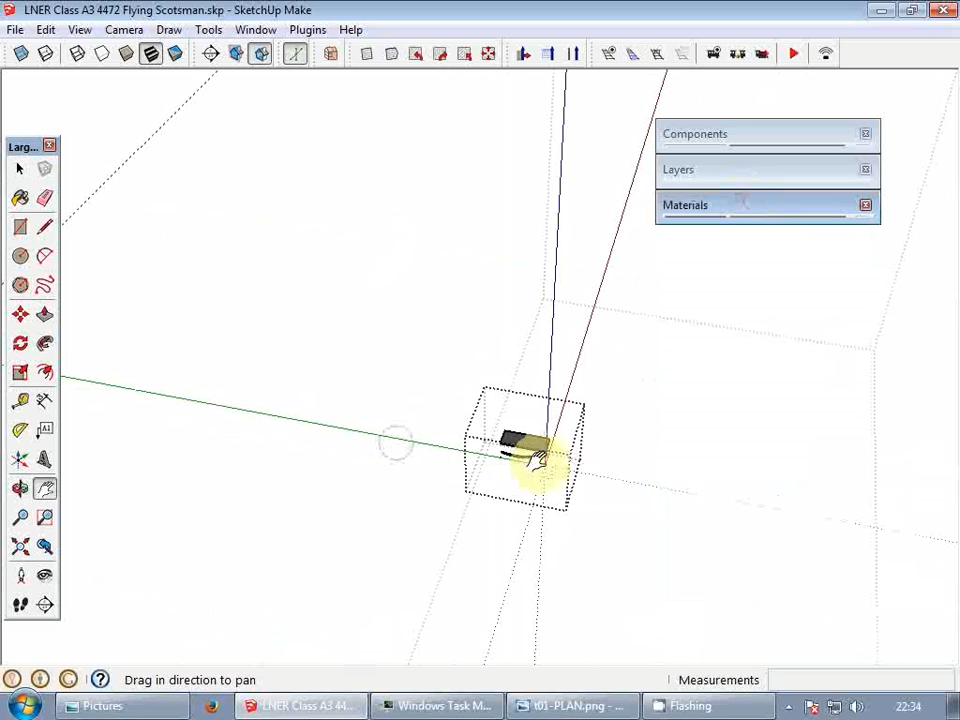 LNER Class A3 4472 Flying Scotsman.skp - SketchUp Make
File Edit View Camera Draw Tools Window Plugins Help
Larg...
Components
Layers
Materials
A1
Drag in direction to pan
Measurements
Pictures
LNER Class A3 44...
Windows Task M...
t01-PLAN.png - ...
Flashing
22:34